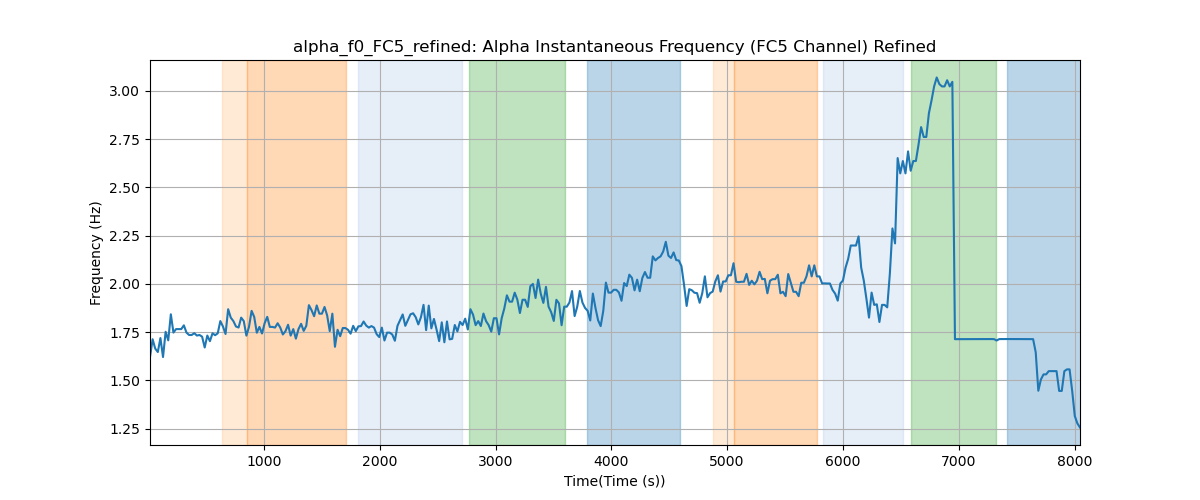 alpha_f0_FC5_refined: Alpha Instantaneous Frequency (FC5 Channel) Refined
Frequency (Hz)
3.00
2.75
2.50
2.25
2.00
1.75
1.50
1.25
1000 2000 3000 4000 5000 6000 7000 8000
Time(Time (s))